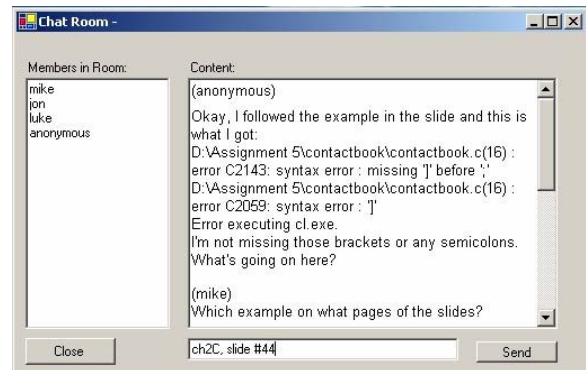 Chat Room -
Members in Room:
mike
jon
luke
anonymous
Content:
(anonymous)
Okay, I followed the example in the slide and this is
what I got:
D:\Assignment 5\contactbook\contactbook.c(16) :
error C2143: syntax error : missing ']' before ';'
D:\Assignment 5\contactbook\contactbook.c(16) :
error C2059: syntax error : ']'
Error executing cl.exe.
I'm not missing those brackets or any semicolons.
What's going on here?
(mike)
Which example on what pages of the slides?
Close
ch2C, slide #44
Send